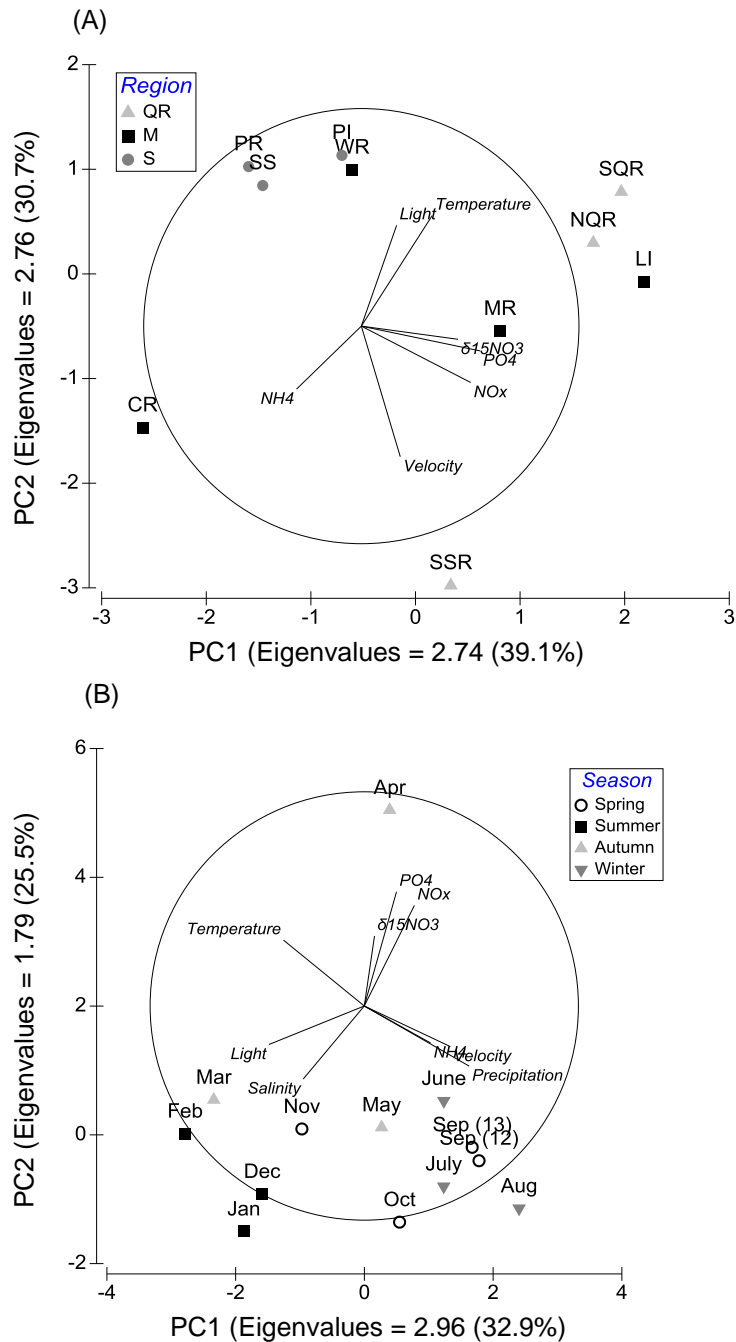 (A)
2
1
0
-1
-2
-3
PC2 (Eigenvalues = 2.76 (30.7%)
Region
QR
M
S
PR
SS
PI
WR
SQR
NQR
LI
MR
CR
SSR
Light
Temperature
δ15NO3
PO4
NOx
NH4
Velocity
-3 -2 -1 0 1 2 3
PC1 (Eigenvalues = 2.74 (39.1%)
(B)
6
4
2
0
-2
PC2 (Eigenvalues = 1.79 (25.5%)
Season
Spring
Summer
Autumn
Winter
Apr
PO4
NOx
δ15NO3
Temperature
Light
Salinity
NH4
Velocity
Precipitation
Mar
Feb
Nov
May
June
Sep (13)
Sep (12)
Dec
Jan
Oct
July
Aug
-4 -2 0 2 4
PC1 (Eigenvalues = 2.96 (32.9%)